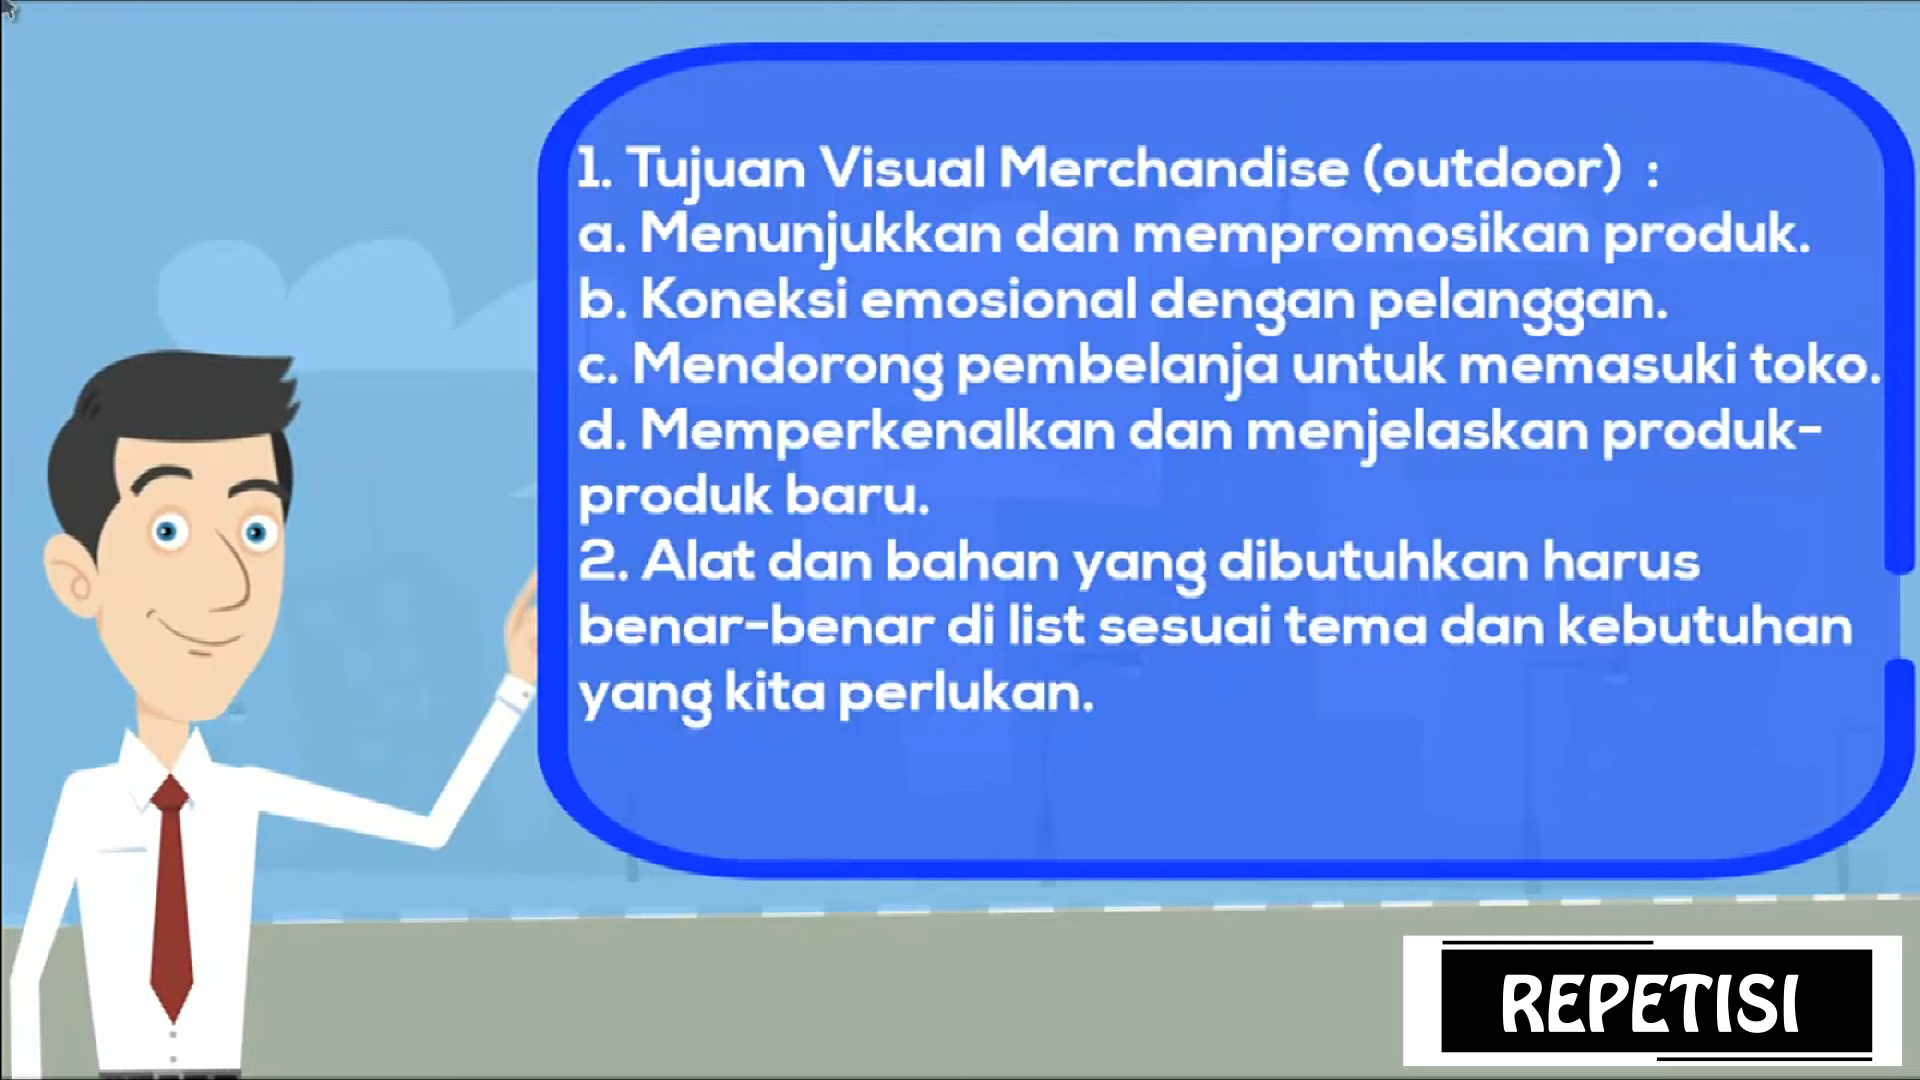 1. Tujuan Visual Merchandise (outdoor) :
a. Menunjukkan dan mempromosikan produk.
b. Koneksi emosional dengan pelanggan.
c. Mendorong pembelanja untuk memasuki toko.
d. Memperkenalkan dan menjelaskan produk-
produk baru.
2. Alat dan bahan yang dibutuhkan harus
benar-benar di list sesuai tema dan kebutuhan
yang kita perlukan.
REPETISI